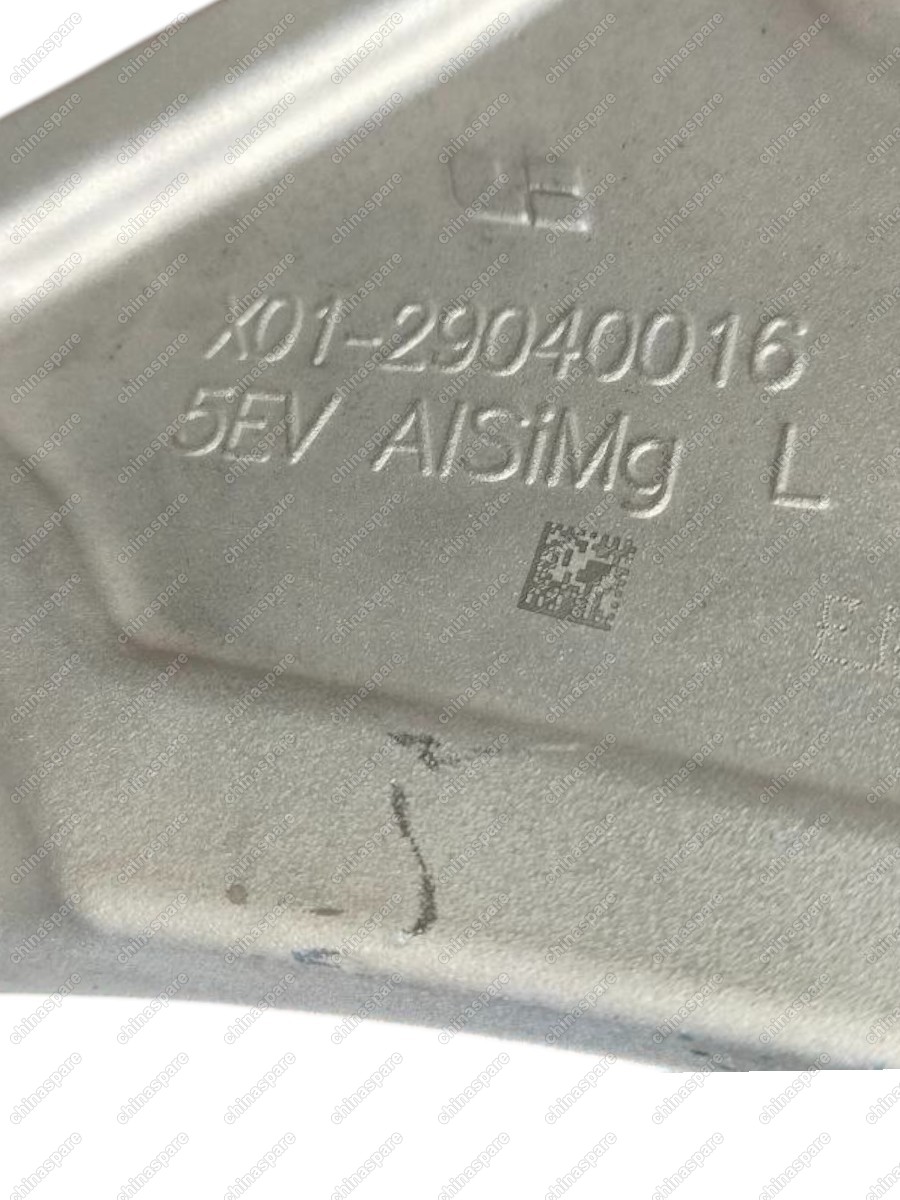 X01-29040016
5EV AlSiMg L
chinaspare